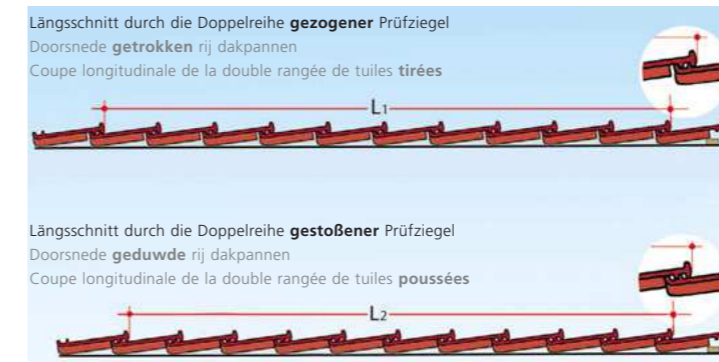 Längsschnitt durch die Doppelreihe gezogener Prüfziegel
Doorsnede getrokken rij dakpannen
Coupe longitudinale de la double rangée de tuiles tirées
L1
Längsschnitt durch die Doppelreihe gestoßener Prüfziegel
Doorsnede geduwde rij dakpannen
Coupe longitudinale de la double rangée de tuiles poussées
L2